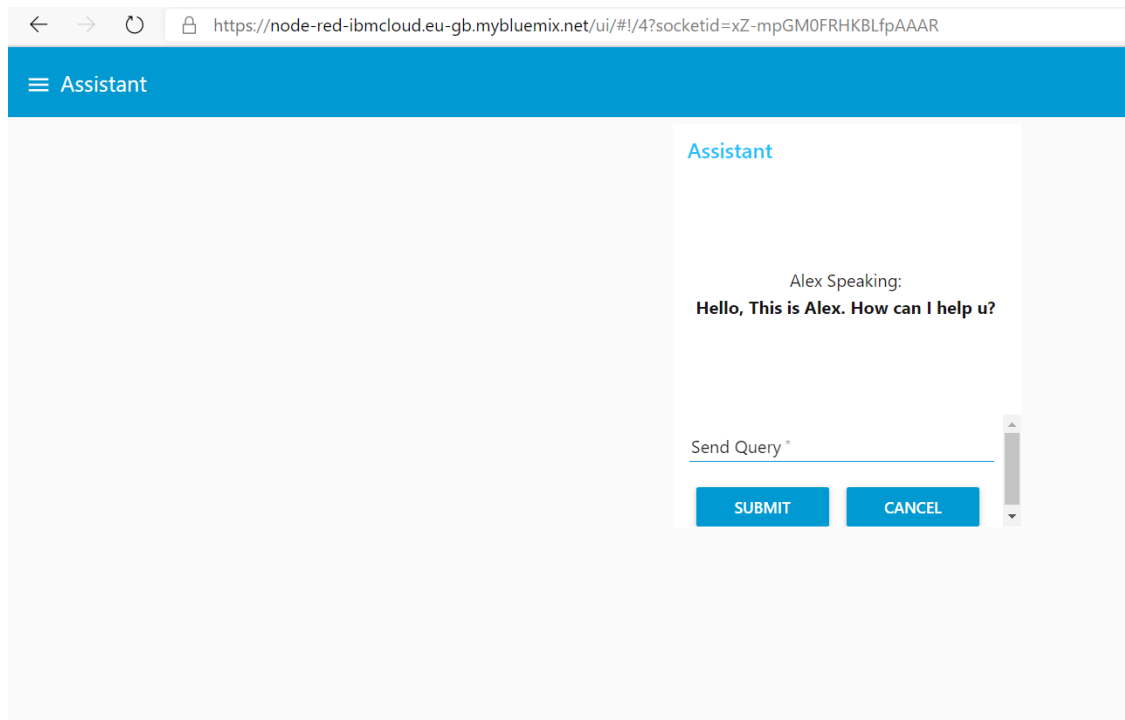 https://node-red-ibmcloud.eu-gb.mybluemix.net/ui/#!/4?socketid=xZ-mpGM0FRHKBLfpAAAR
Assistant
Assistant
Alex Speaking:
Hello, This is Alex. How can I help u?
Send Query *
SUBMIT CANCEL